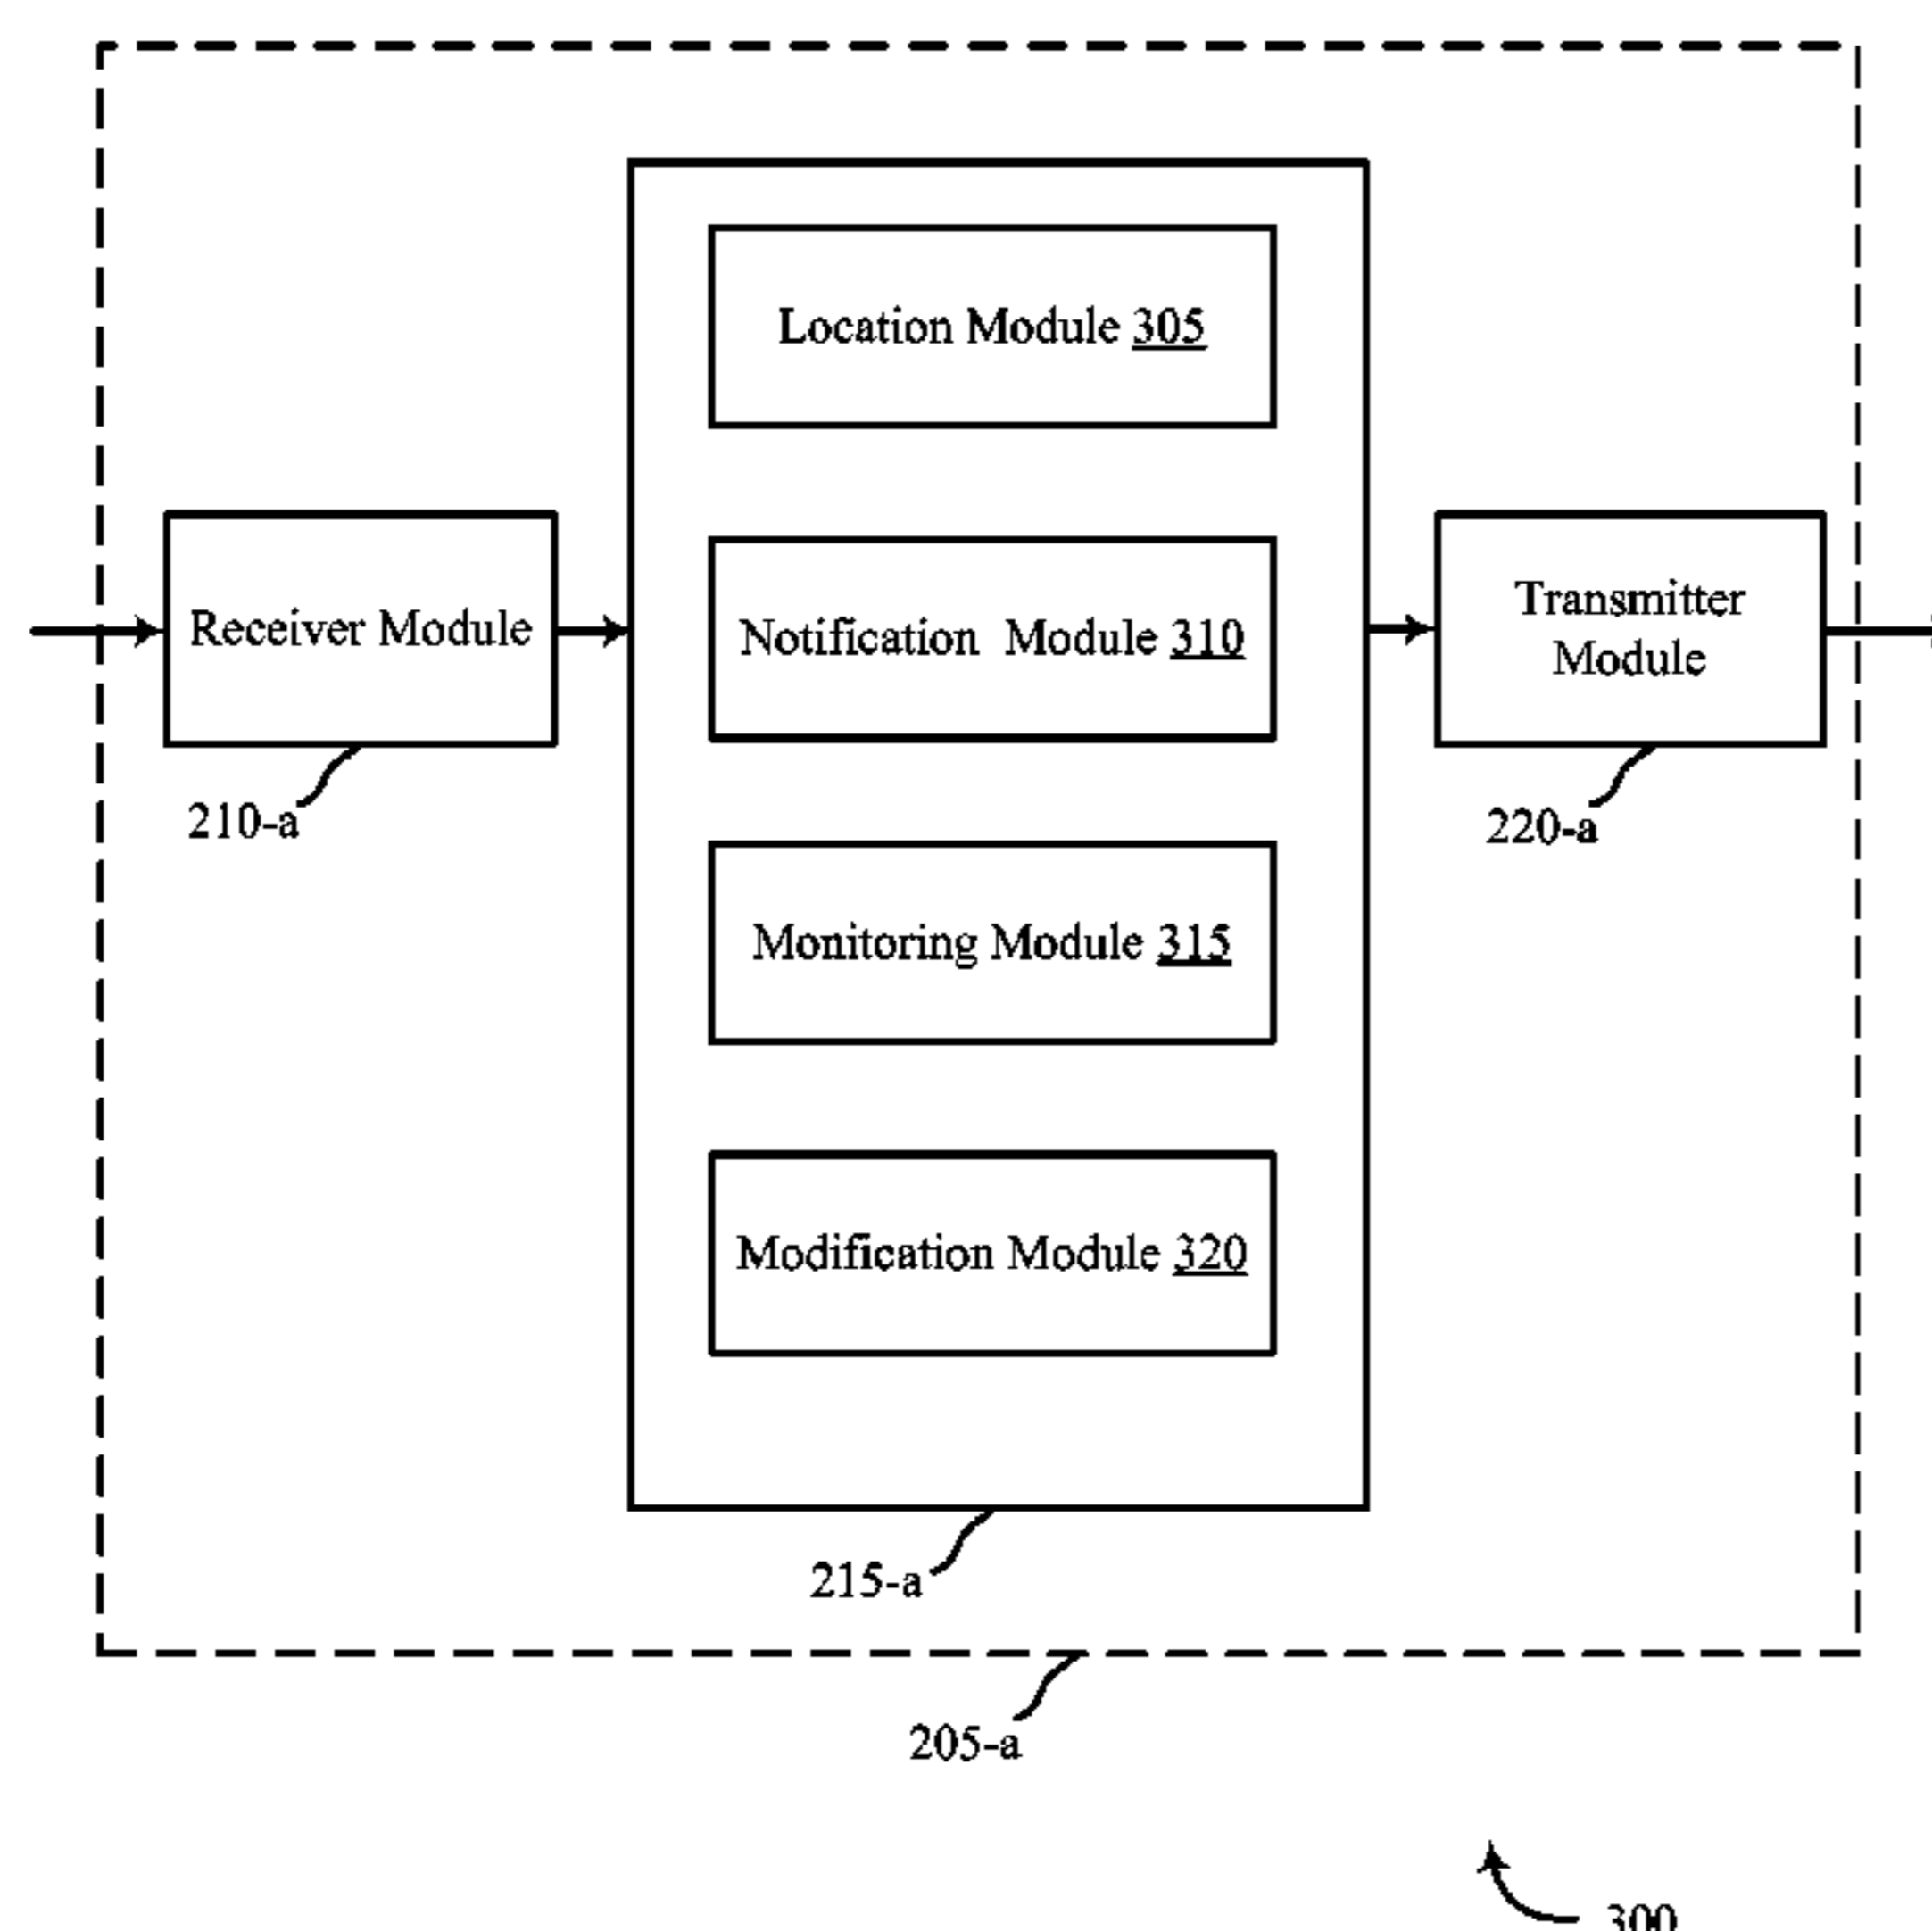 Location Module 305
Receiver Module
Notification Module 310
Transmitter
Module
210-a
220-a
Monitoring Module 315
Modification Module 320
215-a
205-a
300